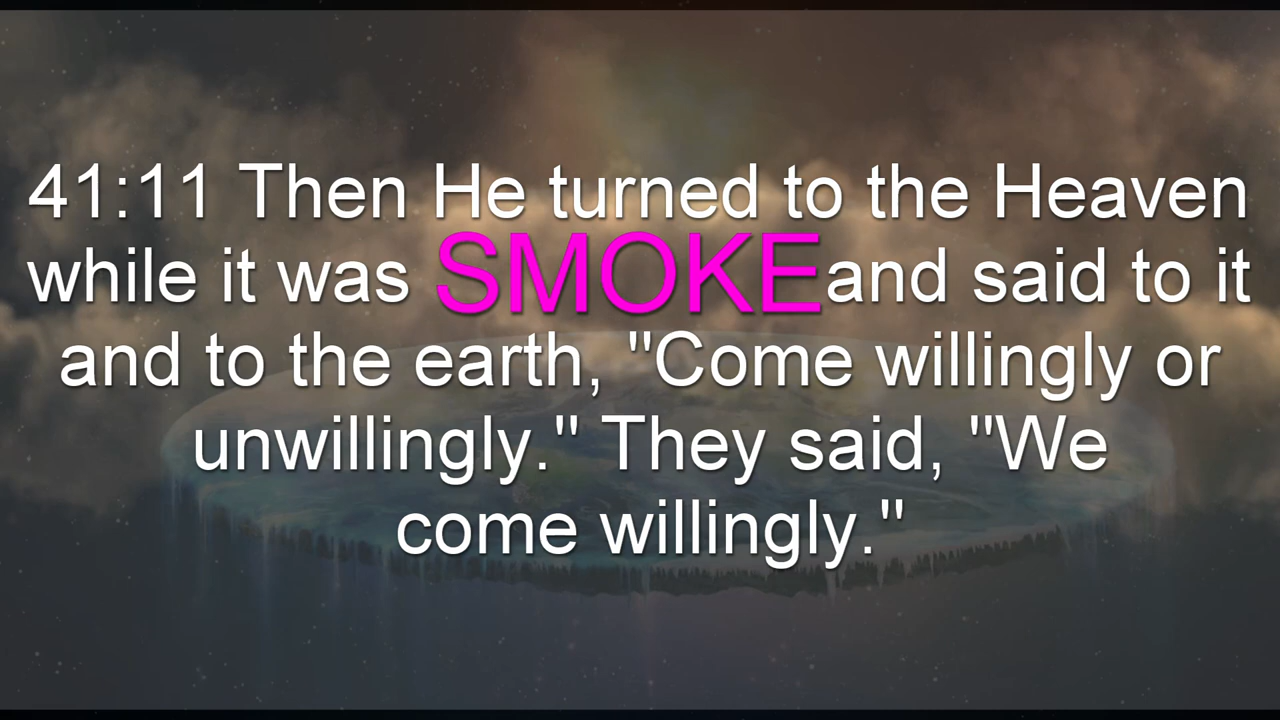 41:11 Then He turned to the Heaven
while it was SMOKE and said to it
and to the earth, "Come willingly or
unwillingly." They said, "We
come willingly."